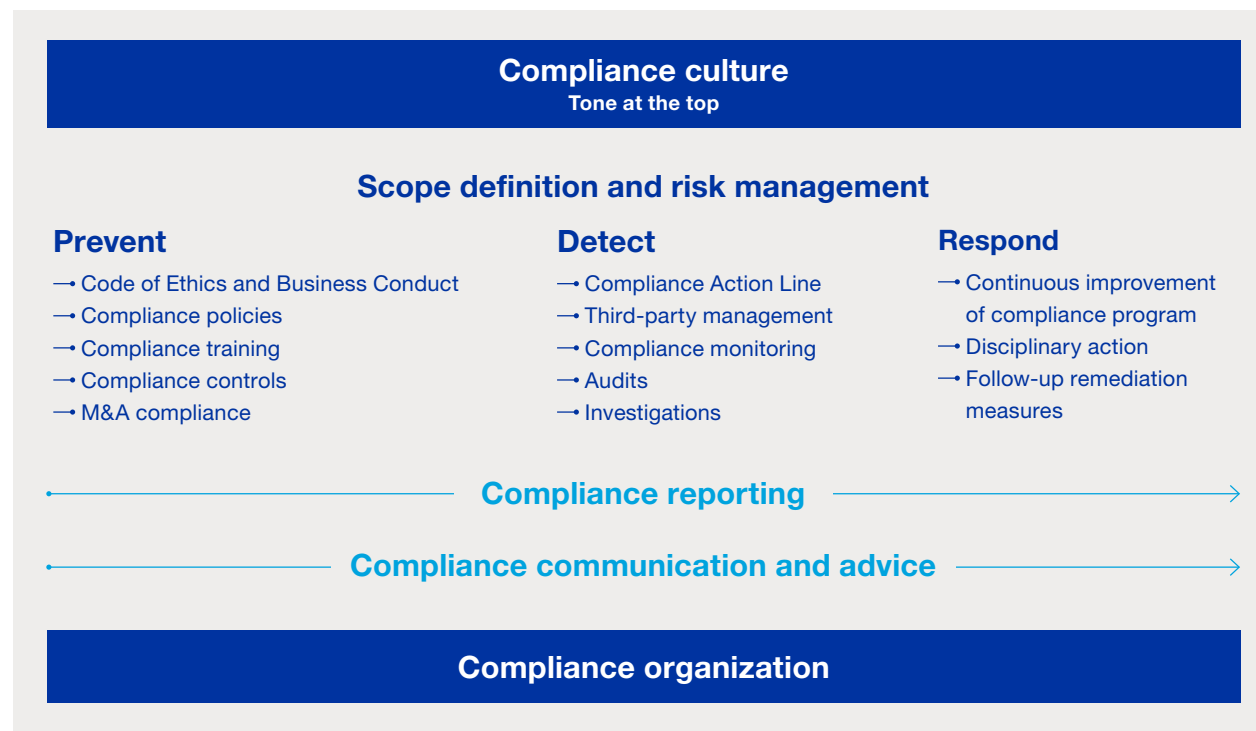 Compliance culture
Tone at the top
Scope definition and risk management
Prevent
Code of Ethics and Business Conduct
Compliance policies
Compliance training
Compliance controls
M&A compliance
Detect
Compliance Action Line
Third-party management
Compliance monitoring
Audits
Investigations
Respond
Continuous improvement
of compliance program
Disciplinary action
Follow-up remediation
measures
Compliance reporting
Compliance communication and advice
Compliance organization